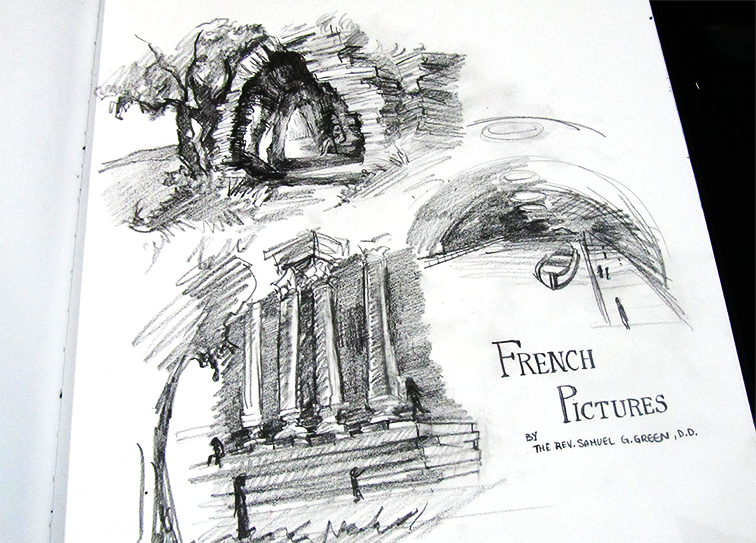 FRENCH
PICTURES
BY
THE REV. SAMUEL G. GREEN, D.D.